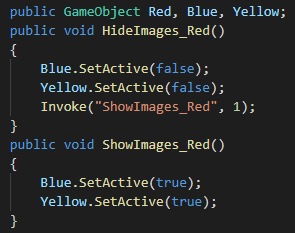 public GameObject Red, Blue, Yellow;
public void HideImages_Red()
{
    Blue.SetActive(false);
    Yellow.SetActive(false);
    Invoke("ShowImages_Red", 1);
}
public void ShowImages_Red()
{
    Blue.SetActive(true);
    Yellow.SetActive(true);
}